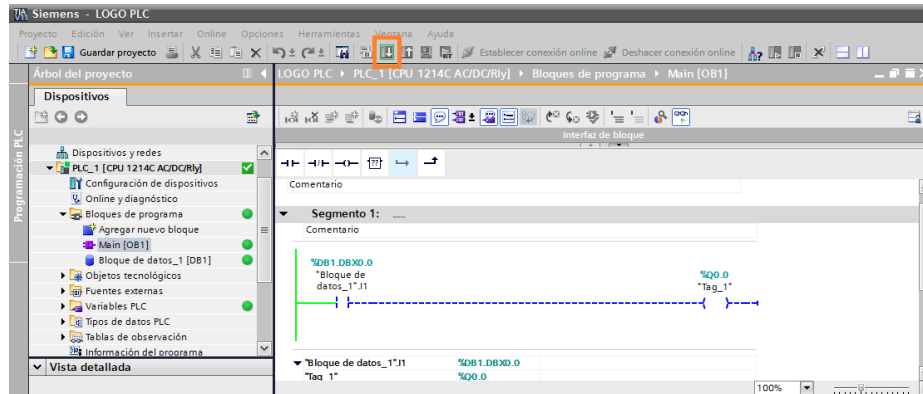 Siemens - LOGO PLC
Proyecto Edición Ver Insertar Online Opciones Herramientas Ventana Ayuda
Guardar proyecto Establecer conexión online Deshacer conexión online
Árbol del proyecto
LOGO PLC PLC_1 [CPU 1214C AC/DC/Rly] Bloques de programa Main [OB1]
Dispositivos
Interfaz de bloque
Programación PLC
Dispositivos y redes
PLC_1 [CPU 1214C AC/DC/Rly]
Configuración de dispositivos
Online y diagnóstico
Bloques de programa
Agregar nuevo bloque
Main [OB1]
Bloque de datos_1 [DB1]
Objetos tecnológicos
Fuentes externas
Variables PLC
Tipos de datos PLC
Tablas de observación
Información del programa
Vista detallada
??
Comentario
Segmento 1: .....
Comentario
%DB1.DBX0.0
"Bloque de
datos_1".I1
%Q0.0
"Tag_1"
"Bloque de datos_1".I1 %DB1.DBX0.0
"Tag_1" %Q0.0
100%